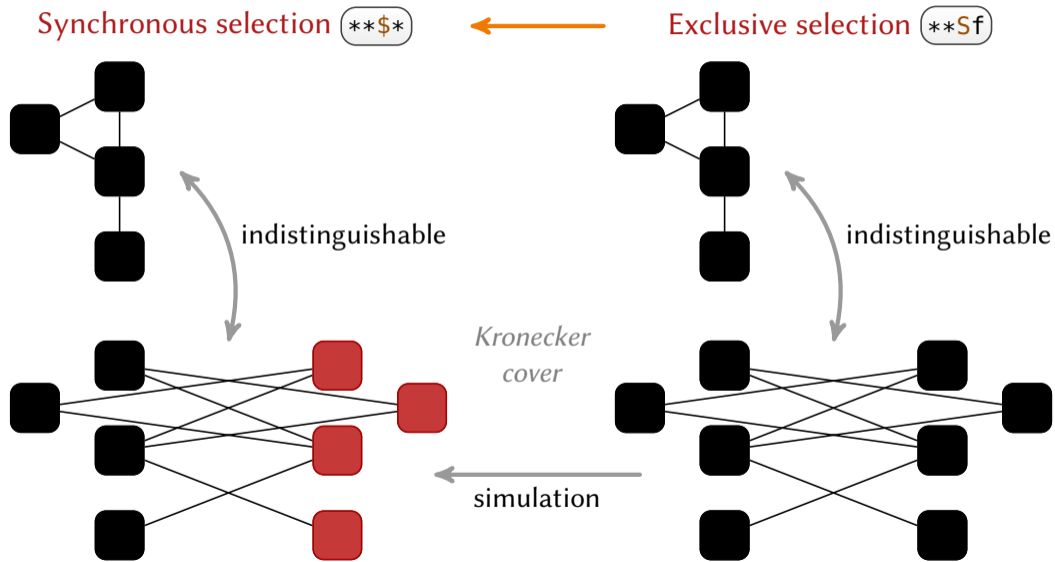 Synchronous selection **$*
Exclusive selection **Sf
indistinguishable
indistinguishable
Kronecker
cover
simulation